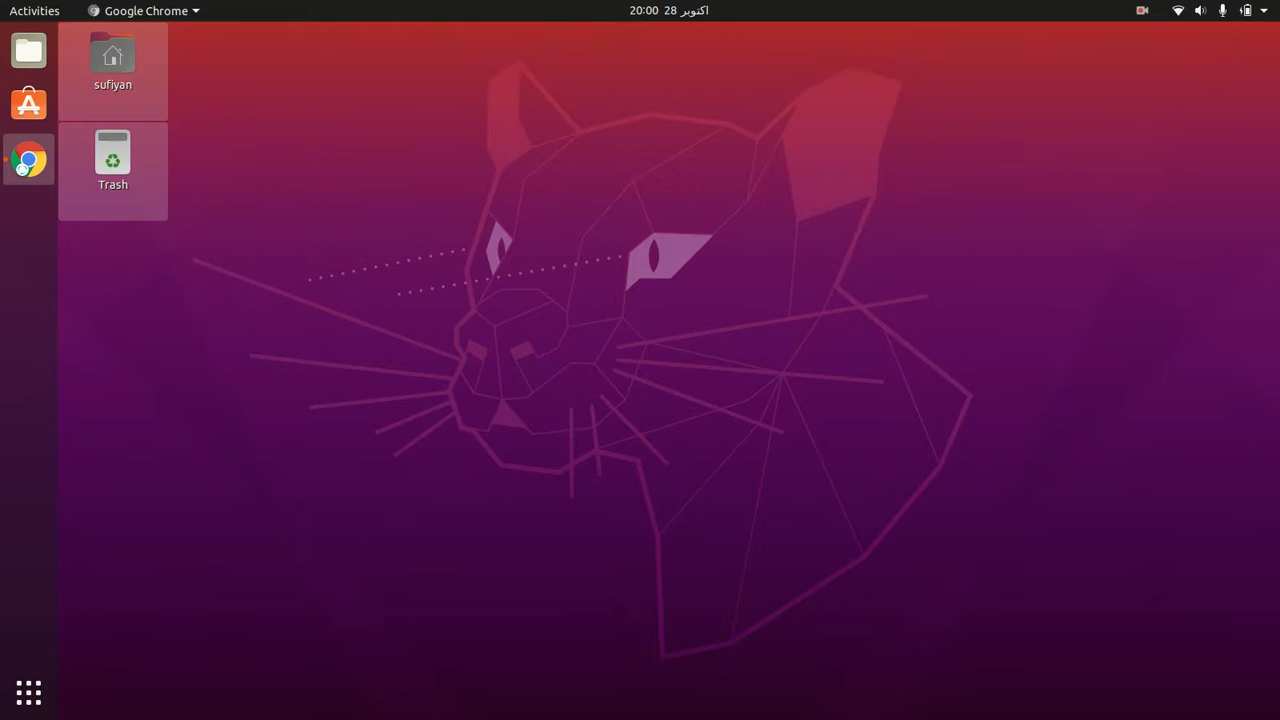 Activities
Google Chrome
20:00 28 اکتوبر
sufiyan
Trash